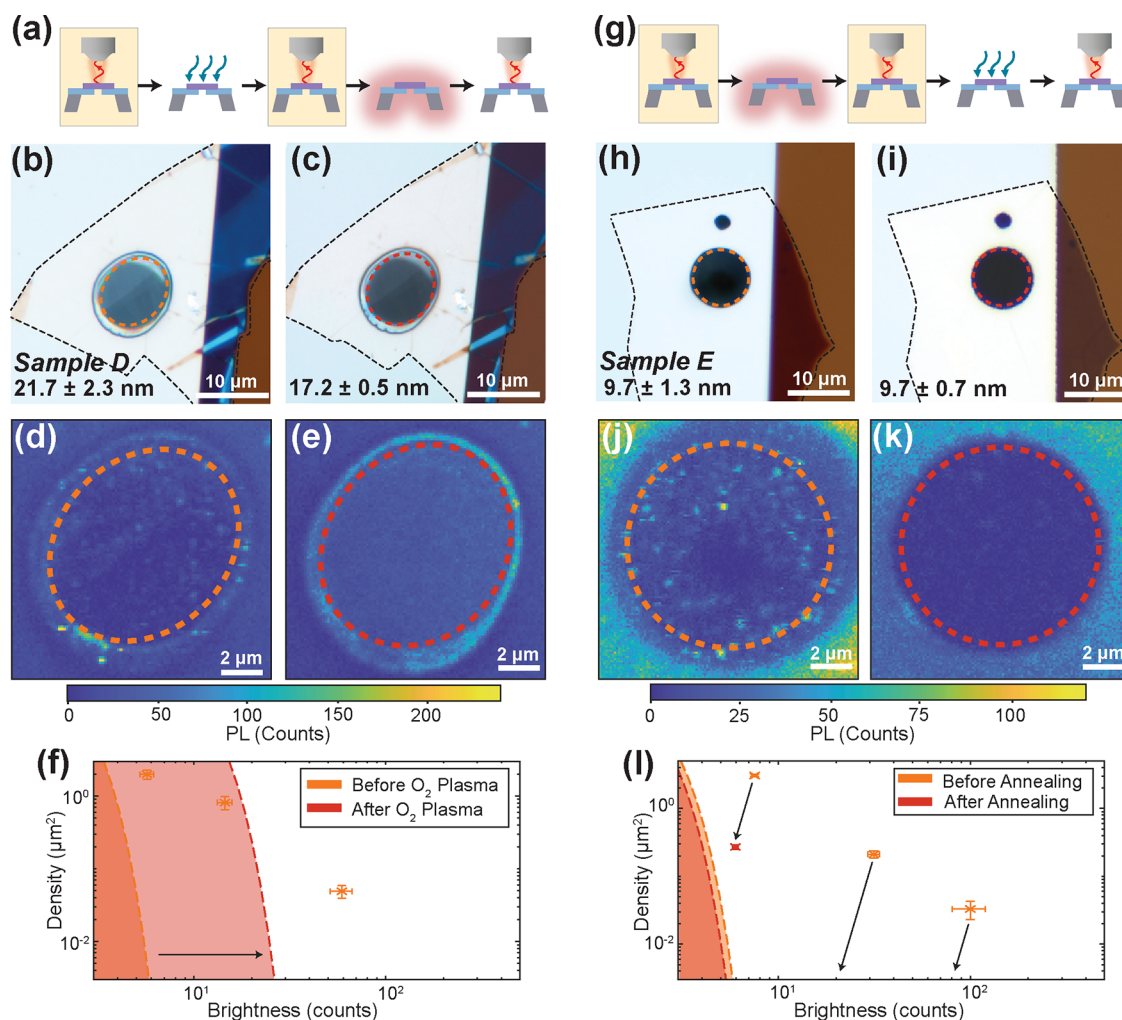 (a)
(g)
(b)
(c)
(h)
(i)
Sample D
21.7 ± 2.3 nm
10 µm
17.2 ± 0.5 nm
10 µm
Sample E
9.7 ± 1.3 nm
10 µm
9.7 ± 0.7 nm
10 µm
(d)
(e)
(j)
(k)
2 µm
2 µm
2 µm
2 µm
0 50 100 150 200
PL (Counts)
0 25 50 75 100
PL (Counts)
(f)
Before O₂ Plasma
After O₂ Plasma
Density (µm²)
10⁰
10⁻²
10¹ 10²
Brightness (counts)
(l)
Before Annealing
After Annealing
Density (µm²)
10⁰
10⁻²
10¹ 10²
Brightness (counts)